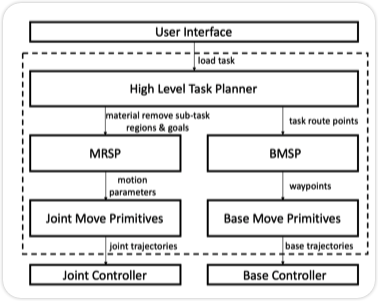 User Interface
load task
High Level Task Planner
material remove sub-task
regions & goals
task route points
MRSP
BMSP
motion
parameters
waypoints
Joint Move Primitives
Base Move Primitives
joint trajectories
base trajectories
Joint Controller
Base Controller